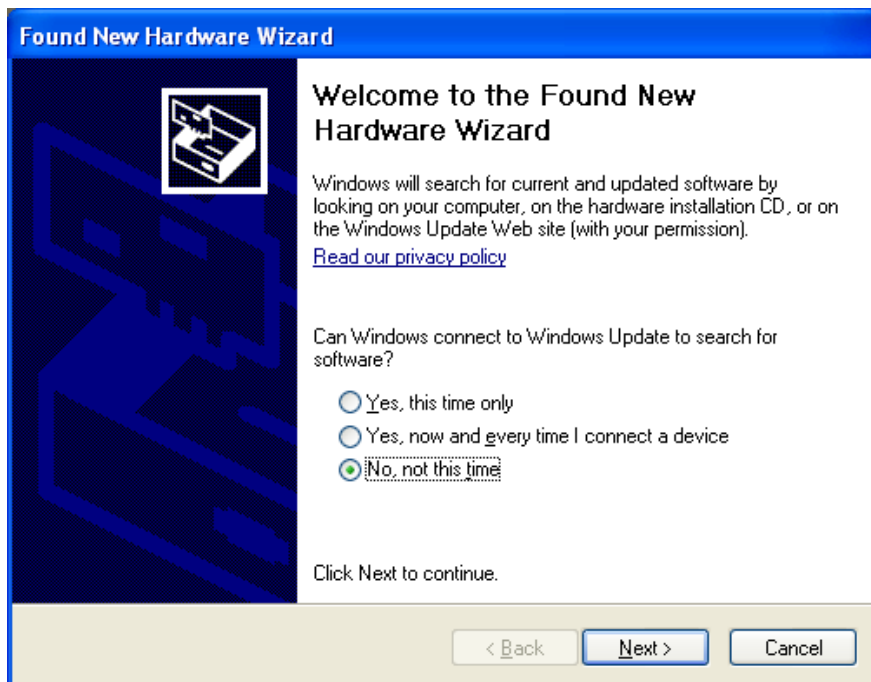 Found New Hardware Wizard
Welcome to the Found New
Hardware Wizard
Windows will search for current and updated software by
looking on your computer, on the hardware installation CD, or on
the Windows Update Web site (with your permission).
Read our privacy policy
Can Windows connect to Windows Update to search for
software?
Yes, this time only
Yes, now and every time I connect a device
No, not this time
Click Next to continue.
< Back Next > Cancel